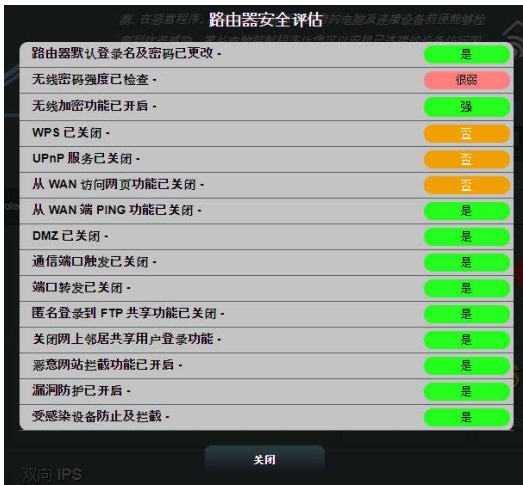 路由器安全评估
路由器默认登录名及密码已更改 - 是
无线密码强度已检查 - 很弱
无线加密功能已开启 - 强
WPS 已关闭 - 否
UPnP 服务已关闭 - 否
从 WAN 访问网页功能已关闭 - 否
从 WAN 端 PING 功能已关闭 - 是
DMZ 已关闭 - 是
通信端口触发已关闭 - 是
端口转发已关闭 - 是
匿名登录到 FTP 共享功能已关闭 - 是
关闭网上邻居共享用户登录功能 - 是
恶意网站拦截功能已开启 - 是
漏洞防护已开启 - 是
受感染设备防止及拦截 - 是
关闭
双向 IPS